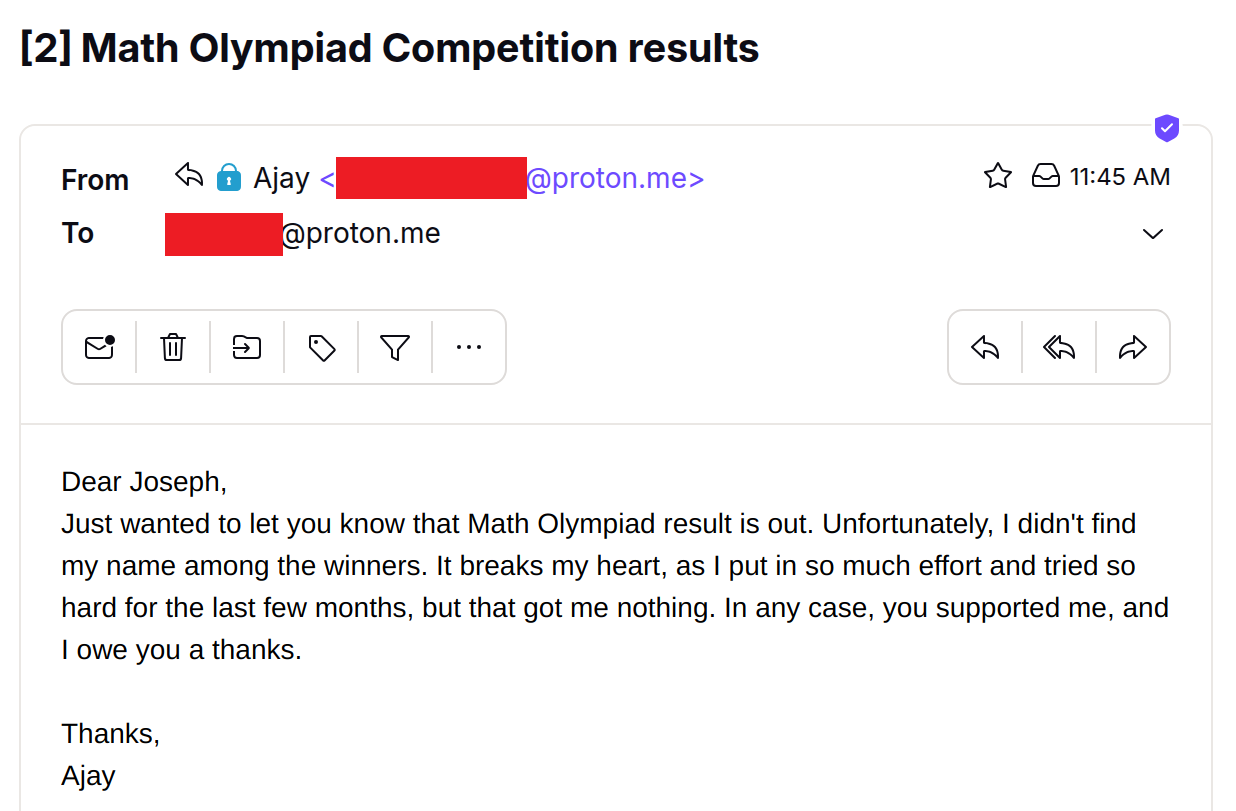 [2] Math Olympiad Competition results
From Ajay <@proton.me> 11:45 AM
To @proton.me
Dear Joseph,
Just wanted to let you know that Math Olympiad result is out. Unfortunately, I didn't find
my name among the winners. It breaks my heart, as I put in so much effort and tried so
hard for the last few months, but that got me nothing. In any case, you supported me, and
I owe you a thanks.
Thanks,
Ajay